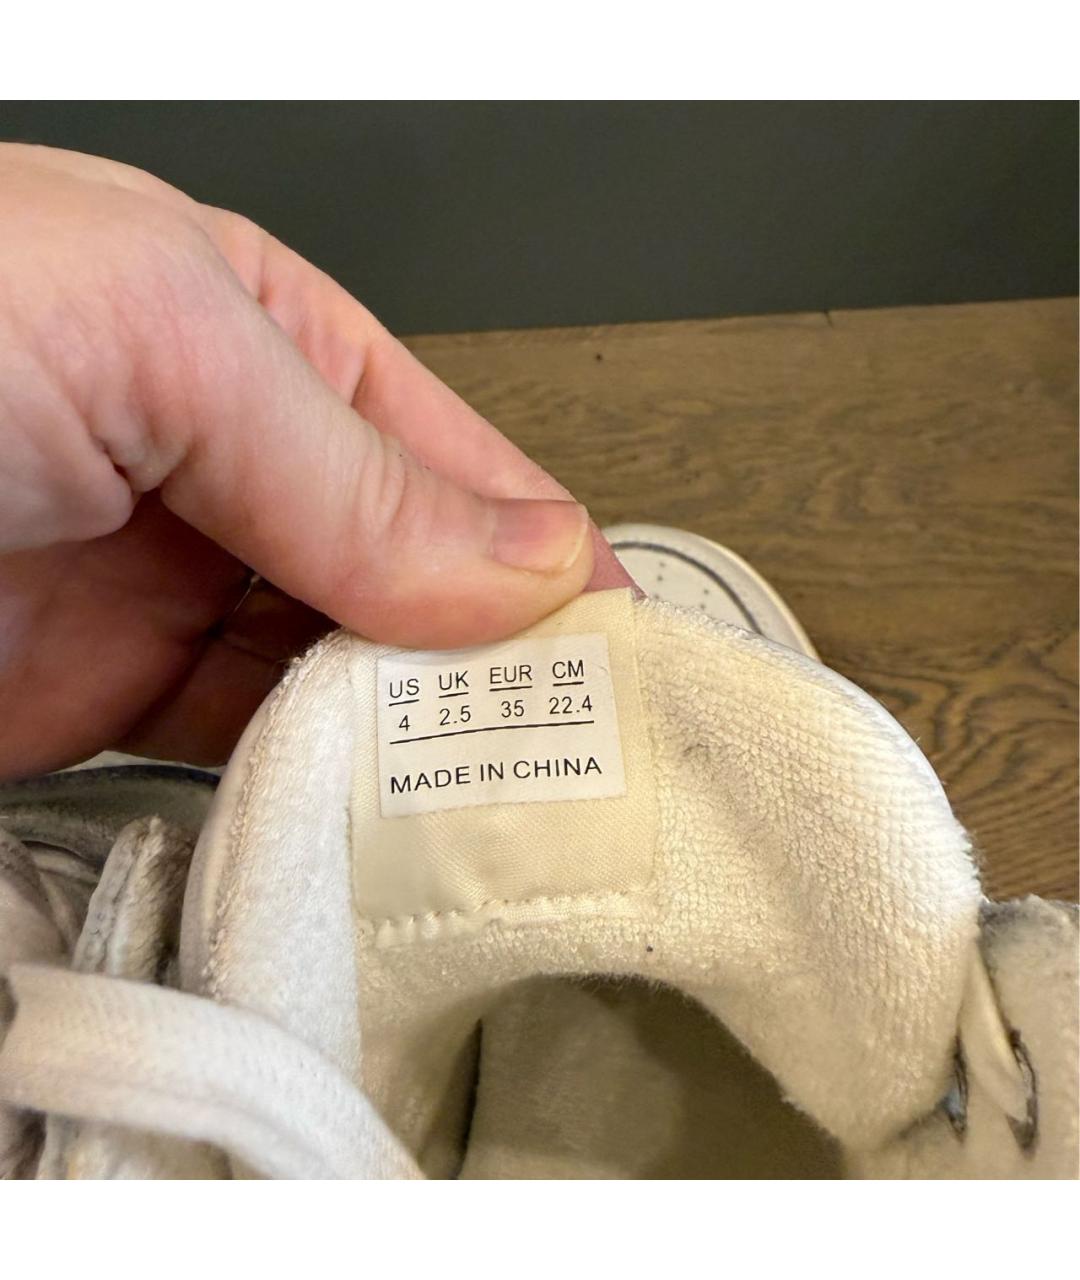 US UK EUR CM
4 2.5 35 22.4
MADE IN CHINA